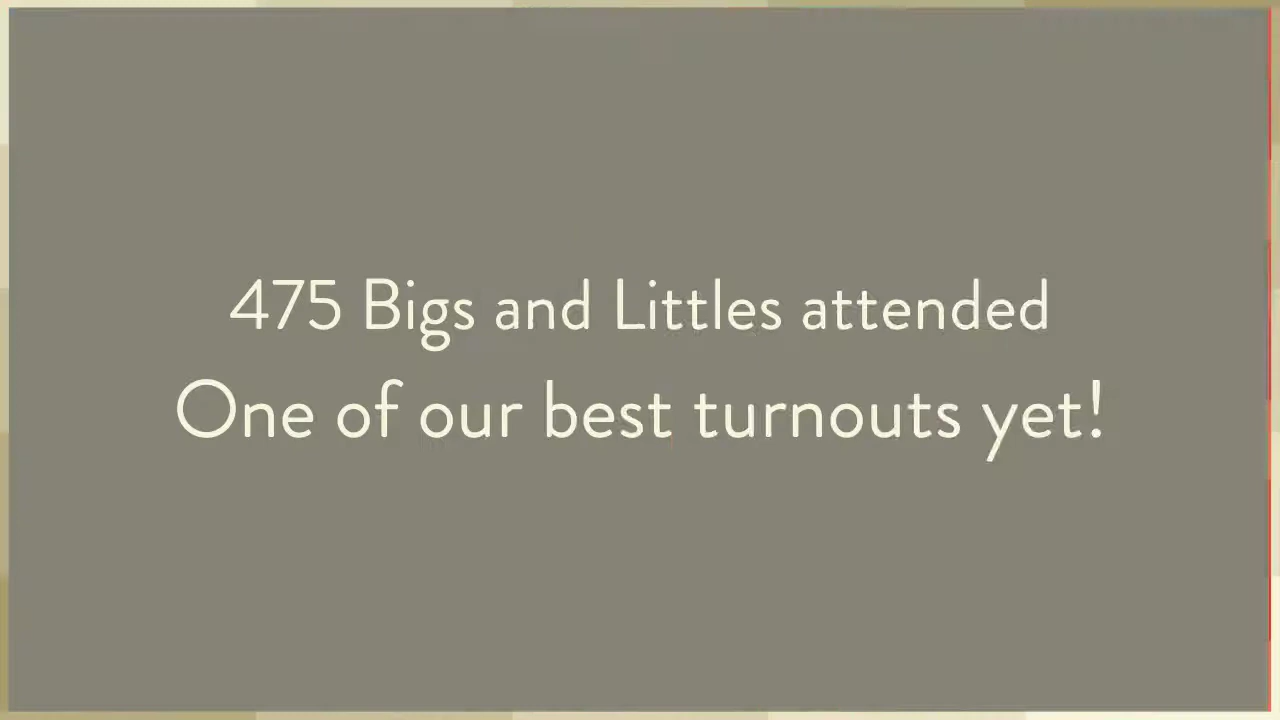 475 Bigs and Littles attended
One of our best turnouts yet!